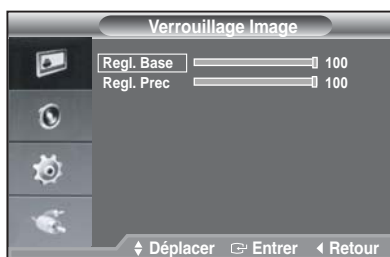 Verrouillage Image
Regl. Base 100
Regl. Prec 100
Déplacer Entrer Retour